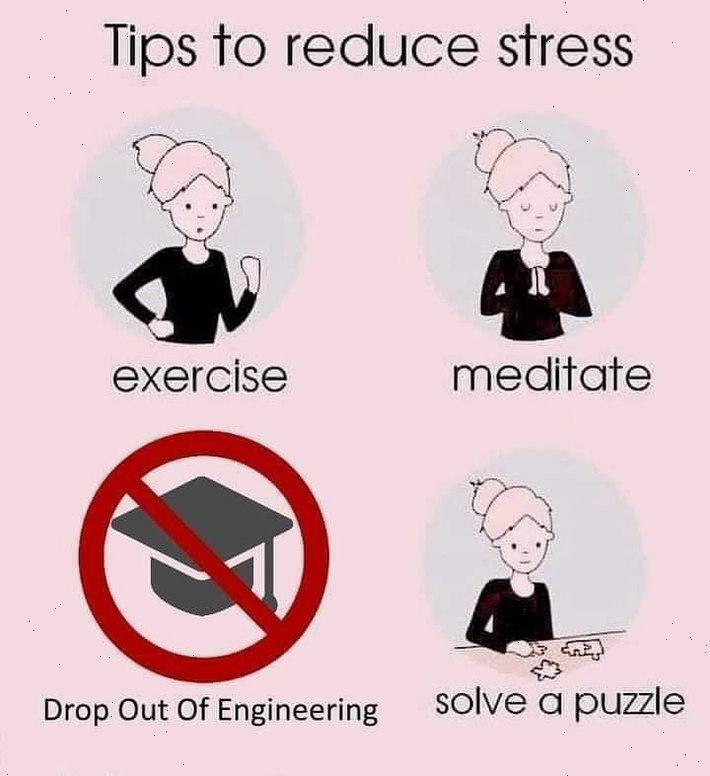 Tips to reduce stress
exercise
meditate
Drop Out Of Engineering
solve a puzzle